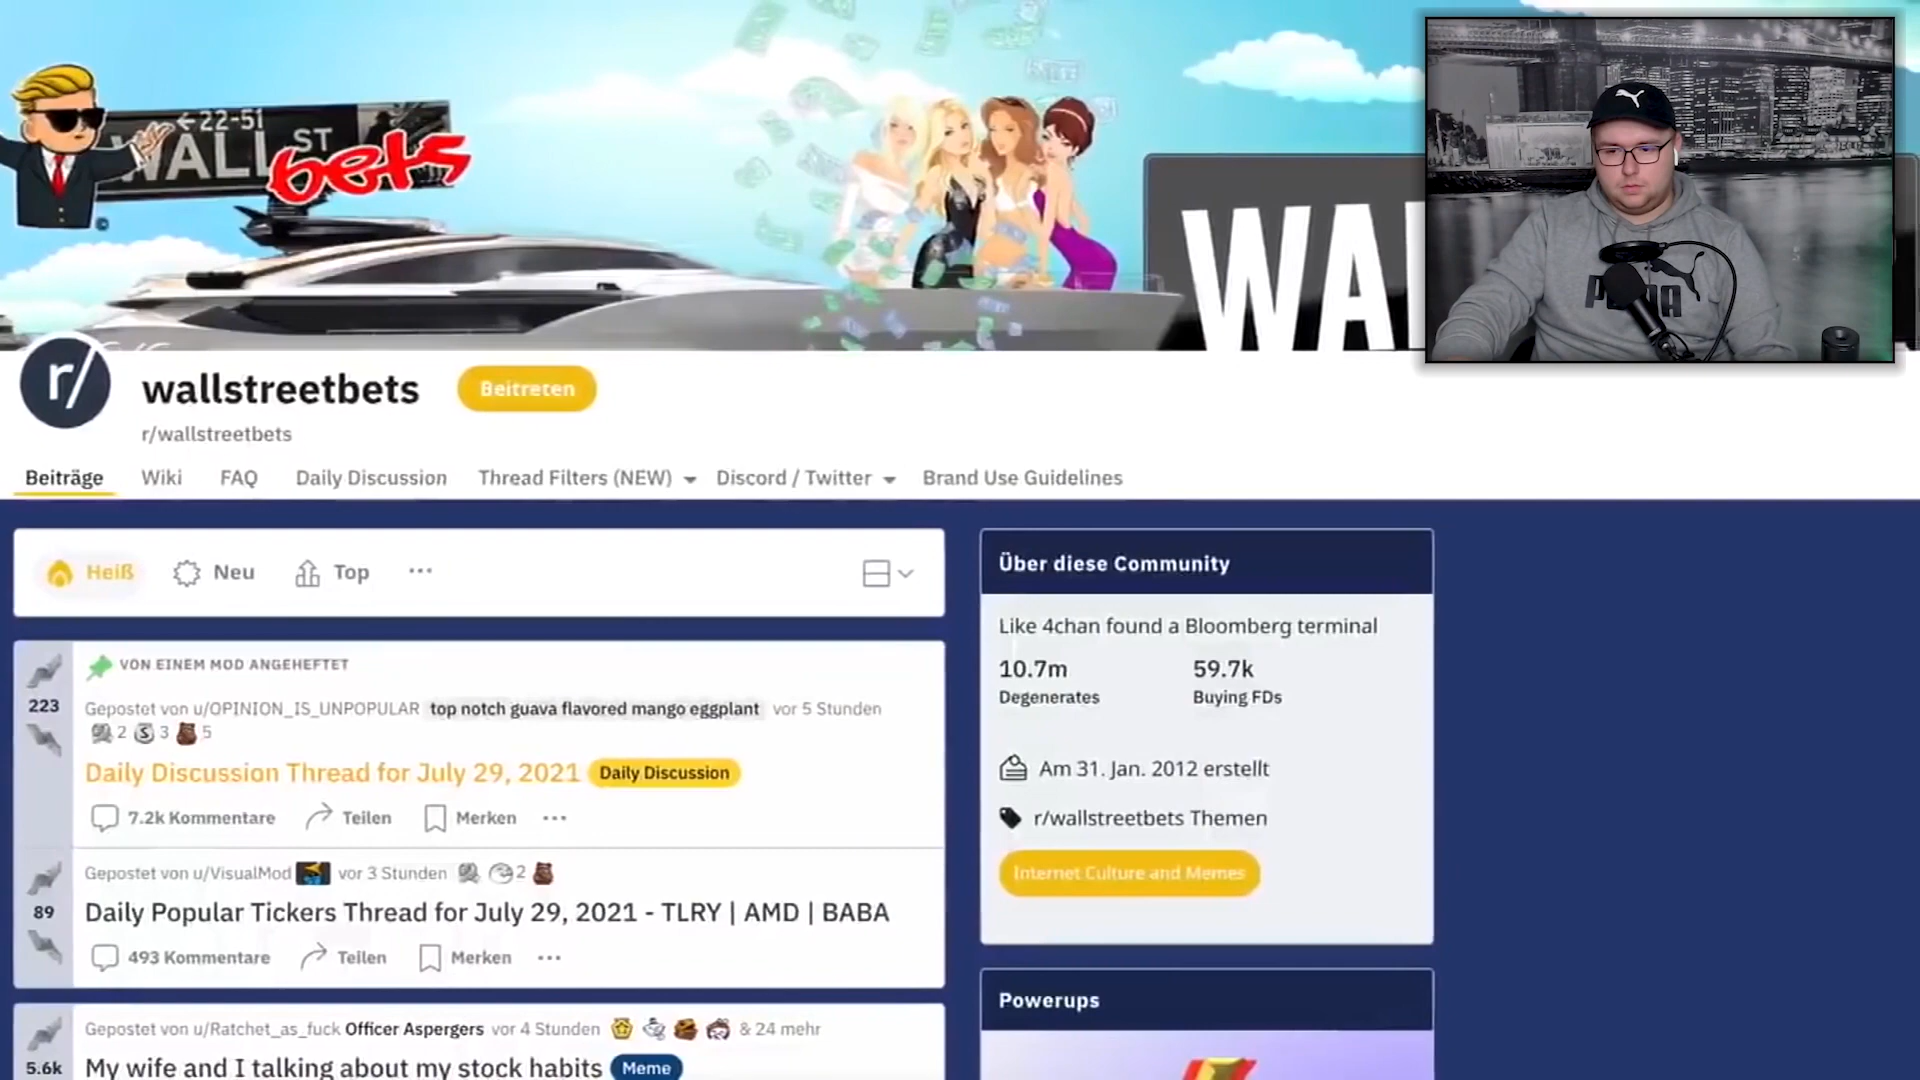 ←22-51
WALL ST
bets
WA
PUMA
r/
wallstreetbets
Beitreten
r/wallstreetbets
Beiträge Wiki FAQ Daily Discussion Thread Filters (NEW) Discord / Twitter Brand Use Guidelines
Heiß Neu Top ···
VON EINEM MOD ANGEHEFTET
223
Gepostet von u/OPINION_IS_UNPOPULAR top notch guava flavored mango eggplant vor 5 Stunden
2 3 5
Daily Discussion Thread for July 29, 2021 Daily Discussion
7.2k Kommentare Teilen Merken ···
Gepostet von u/VisualMod vor 3 Stunden 2
89
Daily Popular Tickers Thread for July 29, 2021 - TLRY | AMD | BABA
493 Kommentare Teilen Merken ···
Gepostet von u/Ratchet_as_fuck Officer Aspergers vor 4 Stunden & 24 mehr
5.6k
My wife and I talking about my stock habits Meme
Über diese Community
Like 4chan found a Bloomberg terminal
10.7m 59.7k
Degenerates Buying FDs
Am 31. Jan. 2012 erstellt
r/wallstreetbets Themen
Internet Culture and Memes
Powerups